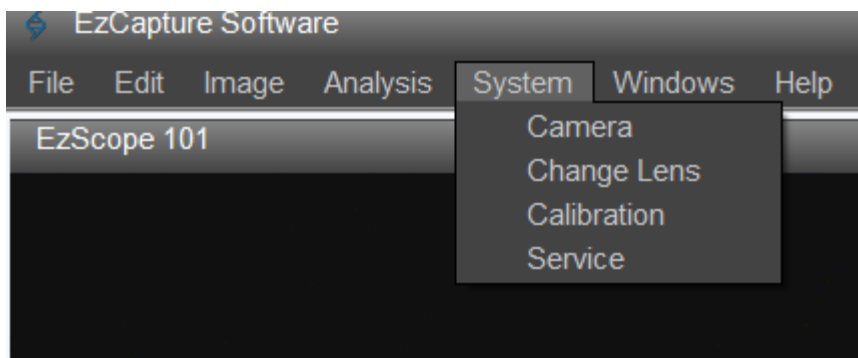 EzCapture Software
File Edit Image Analysis System Windows Help
EzScope 101
Camera
Change Lens
Calibration
Service